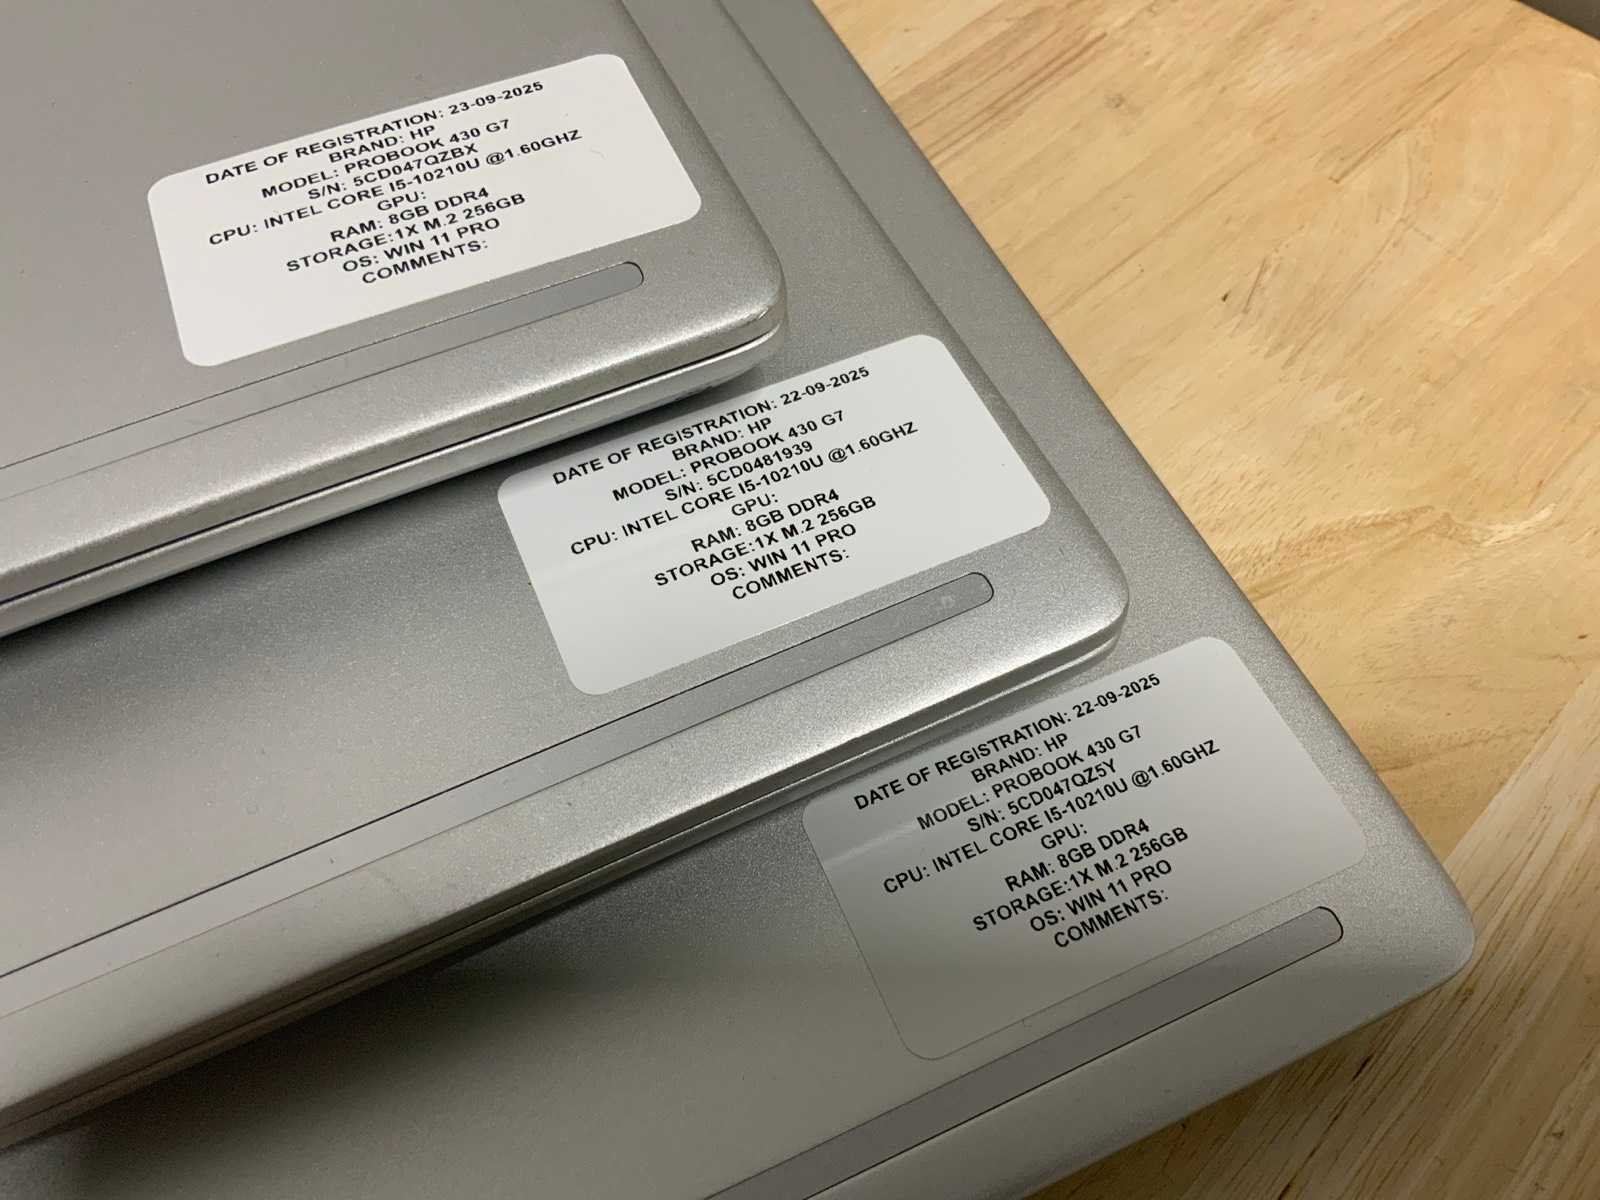 DATE OF REGISTRATION: 23-09-2025
BRAND: HP
MODEL: PROBOOK 430 G7
S/N: 5CD047QZBX
CPU: INTEL CORE I5-10210U @1.60GHZ
GPU:
RAM: 8GB DDR4
STORAGE:1X M.2 256GB
OS: WIN 11 PRO
COMMENTS:
DATE OF REGISTRATION: 22-09-2025
BRAND: HP
MODEL: PROBOOK 430 G7
S/N: 5CD0481939
CPU: INTEL CORE I5-10210U @1.60GHZ
GPU:
RAM: 8GB DDR4
STORAGE:1X M.2 256GB
OS: WIN 11 PRO
COMMENTS:
DATE OF REGISTRATION: 22-09-2025
BRAND: HP
MODEL: PROBOOK 430 G7
S/N: 5CD047QZ5Y
CPU: INTEL CORE I5-10210U @1.60GHZ
GPU:
RAM: 8GB DDR4
STORAGE:1X M.2 256GB
OS: WIN 11 PRO
COMMENTS: